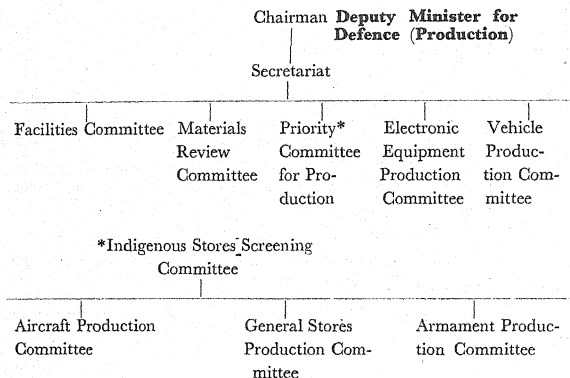 Chairman Deputy Minister for
Defence (Production)
Secretariat
Facilities Committee
Materials
Review
Committee
Priority*
Committee
for Pro-
duction
Electronic
Equipment
Production
Committee
Vehicle
Produc-
tion Com-
mittee
*Indigenous Stores Screening
Committee
Aircraft Production
Committee
General Stores
Production Com-
mittee
Armament Produc-
tion Committee